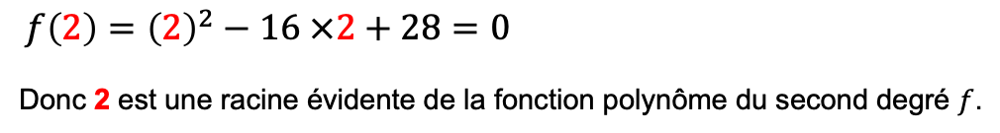 f(2) = (2)² − 16 ×2 + 28 = 0
Donc 2 est une racine évidente de la fonction polynôme du second degré f.